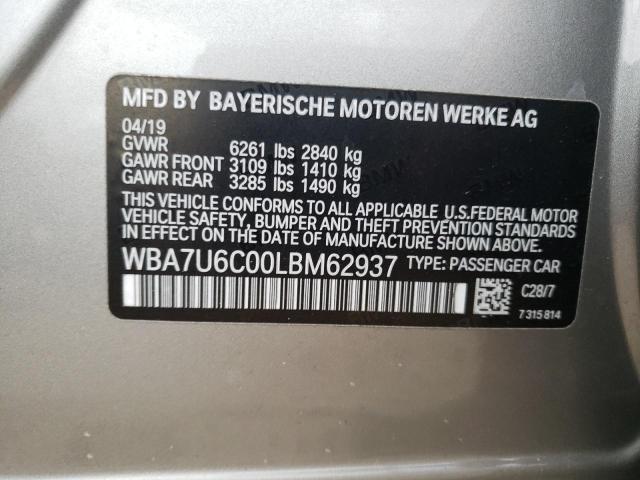 MFD BY BAYERISCHE MOTOREN WERKE AG
04/19
GVWR 6261 lbs 2840 kg
GAWR FRONT 3109 lbs 1410 kg
GAWR REAR 3285 lbs 1490 kg
THIS VEHICLE CONFORMS TO ALL APPLICABLE U.S.FEDERAL MOTOR
VEHICLE SAFETY, BUMPER AND THEFT PREVENTION STANDARDS
IN EFFECT ON THE DATE OF MANUFACTURE SHOWN ABOVE.
WBA7U6C00LBM62937 TYPE: PASSENGER CAR
C28/7
7 315 814